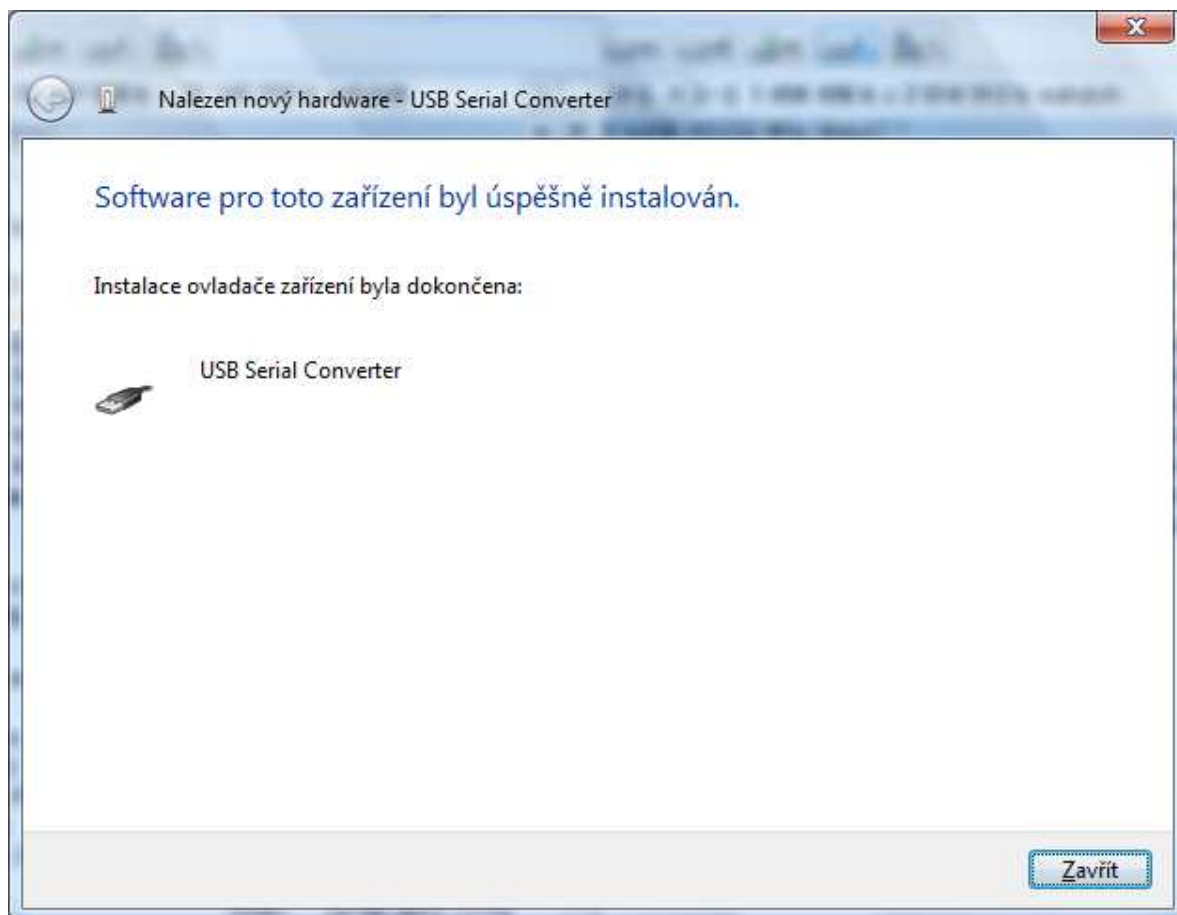 Nalezen nový hardware - USB Serial Converter
Software pro toto zařízení byl úspěšně instalován.
Instalace ovladače zařízení byla dokončena:
USB Serial Converter
Zavřít